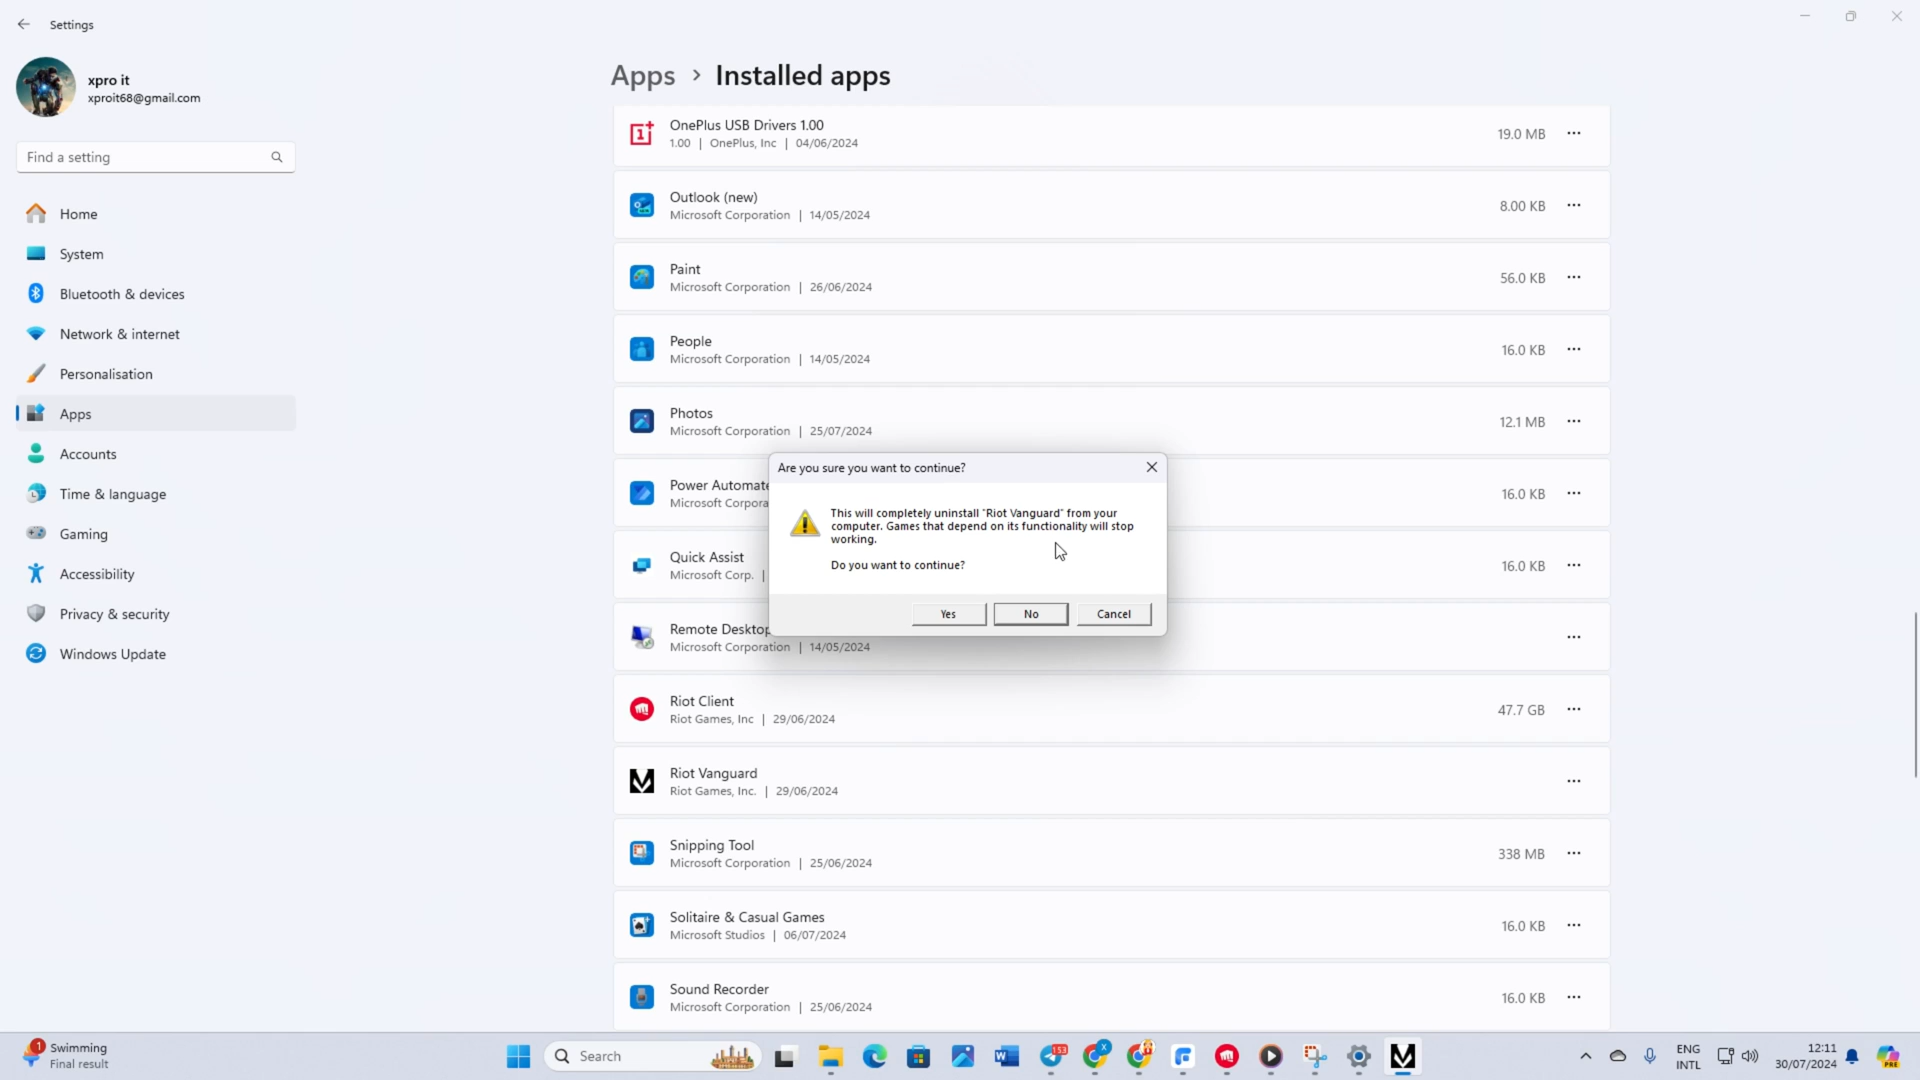 Settings
xpro it
xproit68@gmail.com
Find a setting
Home
System
Bluetooth & devices
Network & internet
Personalisation
Apps
Accounts
Time & language
Gaming
Accessibility
Privacy & security
Windows Update
Apps > Installed apps
OnePlus USB Drivers 1.00
1.00 | OnePlus, Inc | 04/06/2024
19.0 MB
Outlook (new)
Microsoft Corporation | 14/05/2024
8.00 KB
Paint
Microsoft Corporation | 26/06/2024
56.0 KB
People
Microsoft Corporation | 14/05/2024
16.0 KB
Photos
Microsoft Corporation | 25/07/2024
12.1 MB
Power Automate
Microsoft Corpora
16.0 KB
Quick Assist
Microsoft Corp. |
16.0 KB
Remote Desktop
Microsoft Corporation | 14/05/2024
Riot Client
Riot Games, Inc | 29/06/2024
47.7 GB
Riot Vanguard
Riot Games, Inc. | 29/06/2024
Snipping Tool
Microsoft Corporation | 25/06/2024
338 MB
Solitaire & Casual Games
Microsoft Studios | 06/07/2024
16.0 KB
Sound Recorder
Microsoft Corporation | 25/06/2024
16.0 KB
Are you sure you want to continue?
This will completely uninstall "Riot Vanguard" from your
computer. Games that depend on its functionality will stop
working.
Do you want to continue?
Yes
No
Cancel
1
Swimming
Final result
Search
153
ENG
INTL
12:11
30/07/2024
PRE